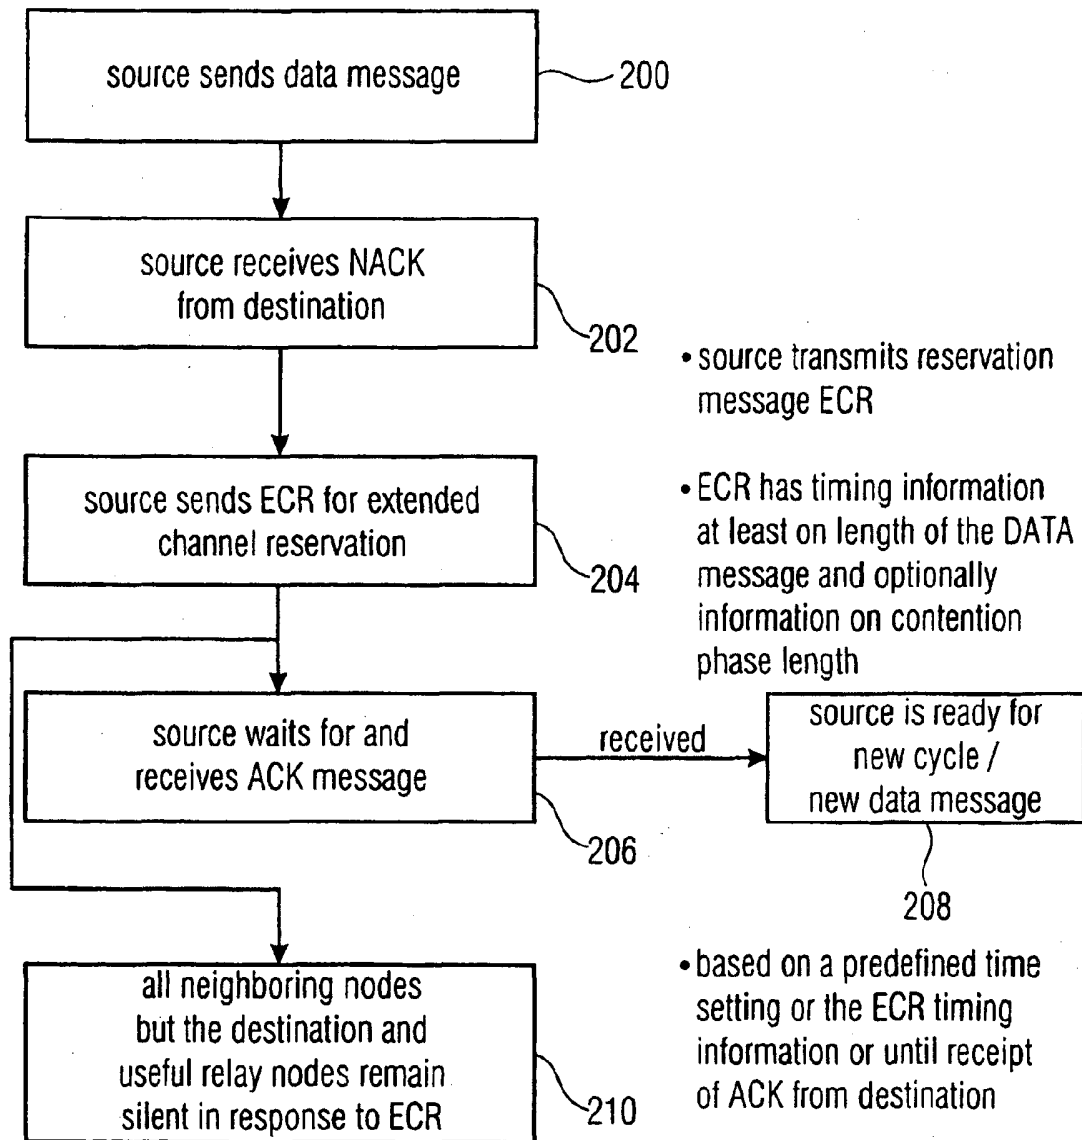 source sends data message
200
source receives NACK
from destination
202
• source transmits reservation
message ECR
source sends ECR for extended
channel reservation
204
• ECR has timing information
at least on length of the DATA
message and optionally
information on contention
phase length
source waits for and
receives ACK message
206
received
source is ready for
new cycle /
new data message
208
all neighboring nodes
but the destination and
useful relay nodes remain
silent in response to ECR
210
• based on a predefined time
setting or the ECR timing
information or until receipt
of ACK from destination